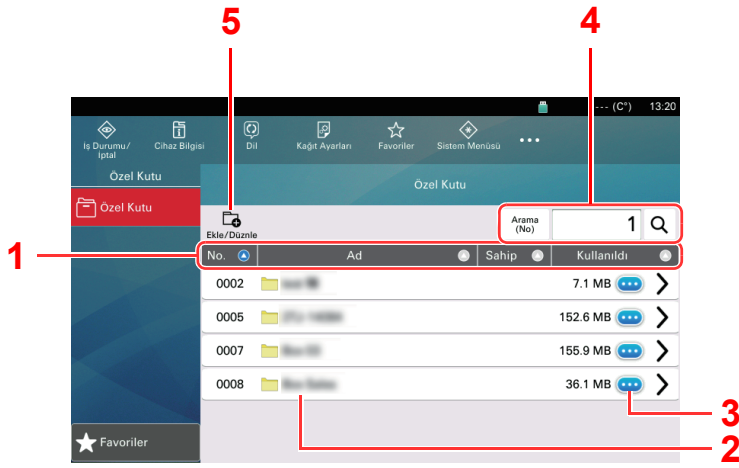 5
4
--- (C°) 13:20
İş Durumu/
İptal
Cihaz Bilgisi
Dil
Kağıt Ayarları
Favoriler
Sistem Menüsü
Özel Kutu
Özel Kutu
Özel Kutu
Ekle/Düznle
Arama
(No)
1
1
No. Ad Sahip Kullanıldı
0002 7.1 MB
0005 152.6 MB
0007 155.9 MB
0008 36.1 MB
3
2
Favoriler